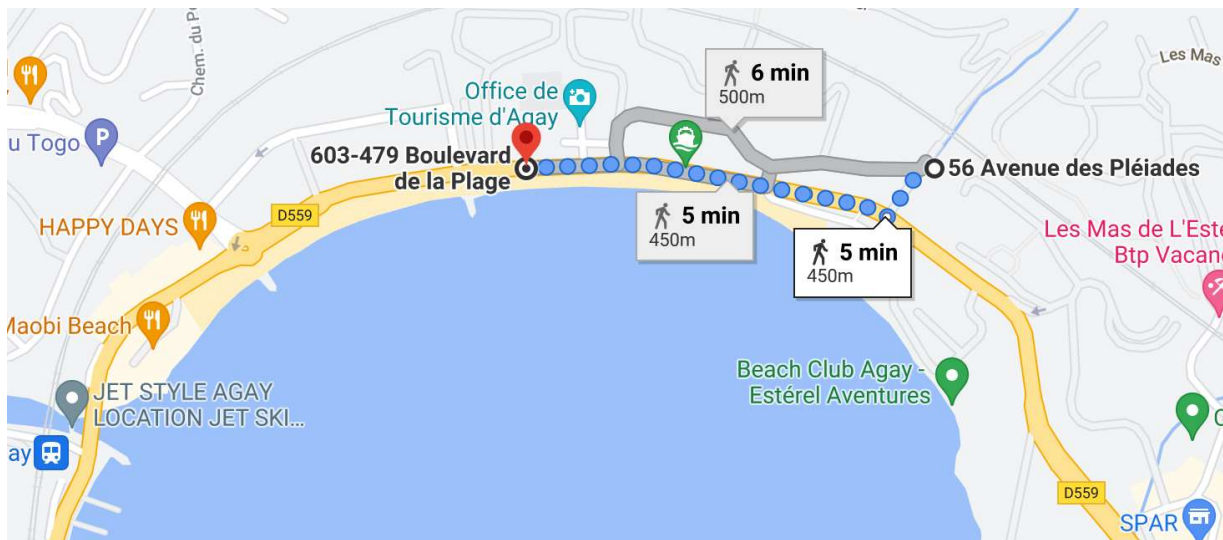 Chem. du P
Les Mas
6 min
500m
Office de
Tourisme d'Agay
u Togo
P
603-479 Boulevard
de la Plage
56 Avenue des Pléiades
5 min
450m
D559
HAPPY DAYS
5 min
450m
Les Mas de L'Este
Btp Vacanc
Maobi Beach
Beach Club Agay -
Estérel Aventures
JET STYLE AGAY
LOCATION JET SKI...
ay
D559
SPAR